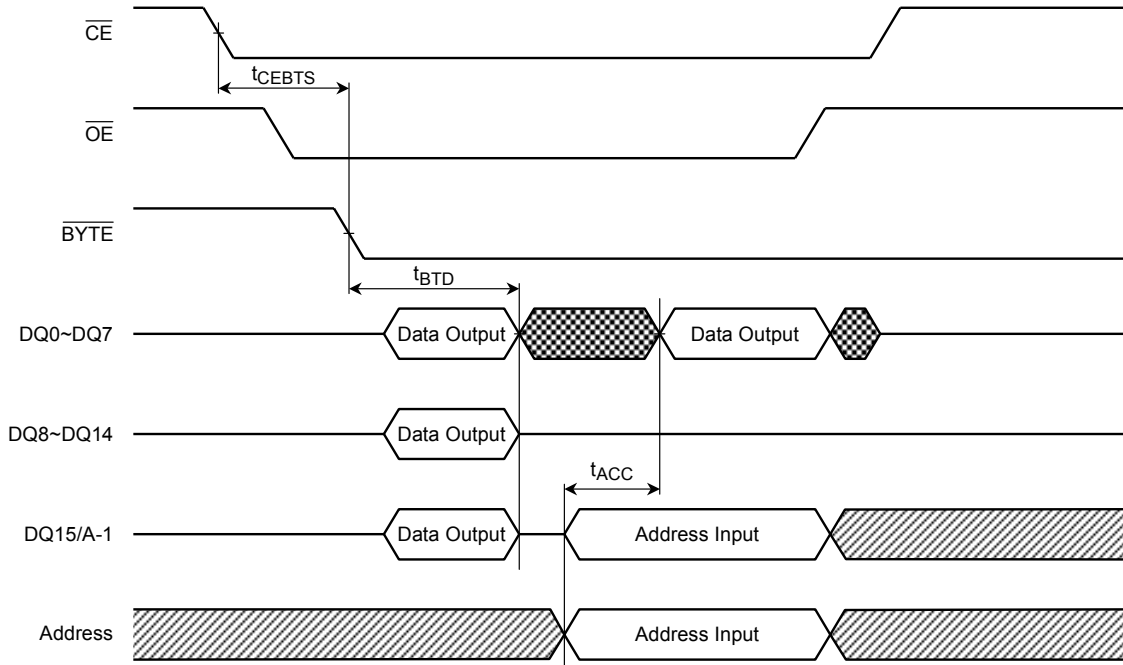 CE
tCEBTS
OE
BYTE
tBTD
DQ0~DQ7 Data Output Data Output
DQ8~DQ14 Data Output
tACC
DQ15/A-1 Data Output Address Input
Address Address Input